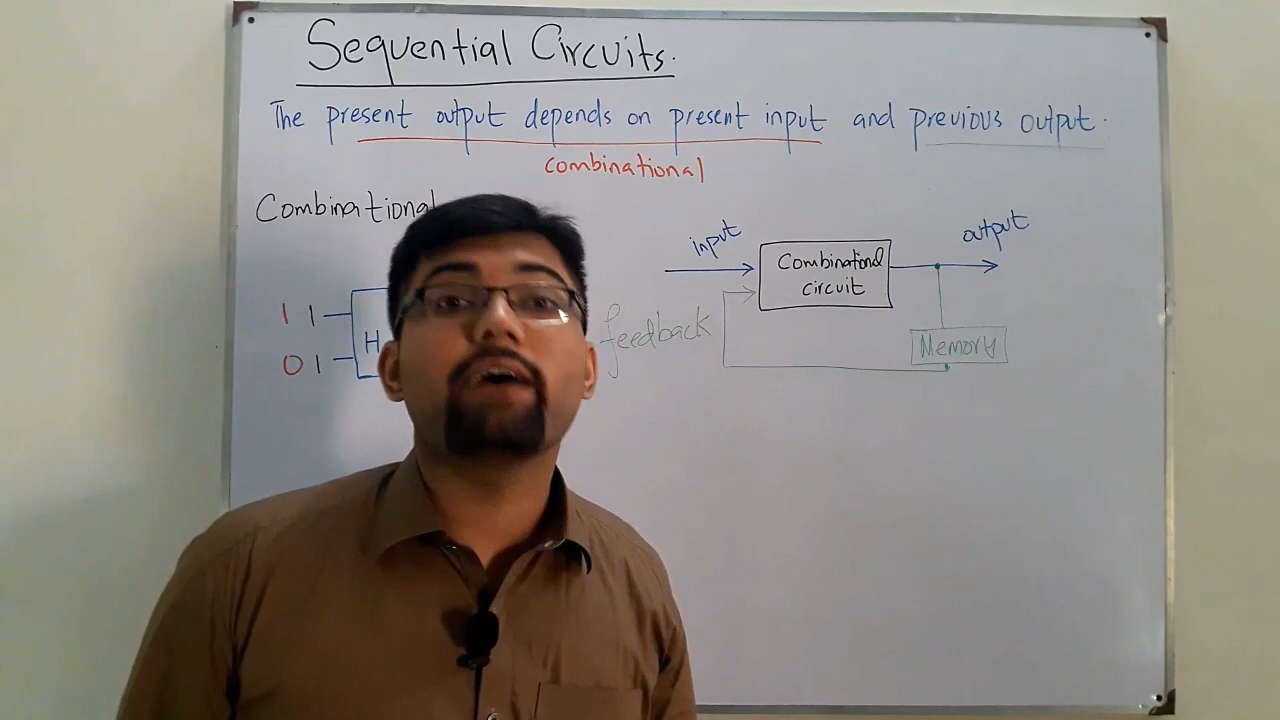 Sequential Circuits.
The present output depends on present input and previous output.
combinational
Combinational
input
Combinational
circuit
output
1 1
0 1
H
feedback
Memory